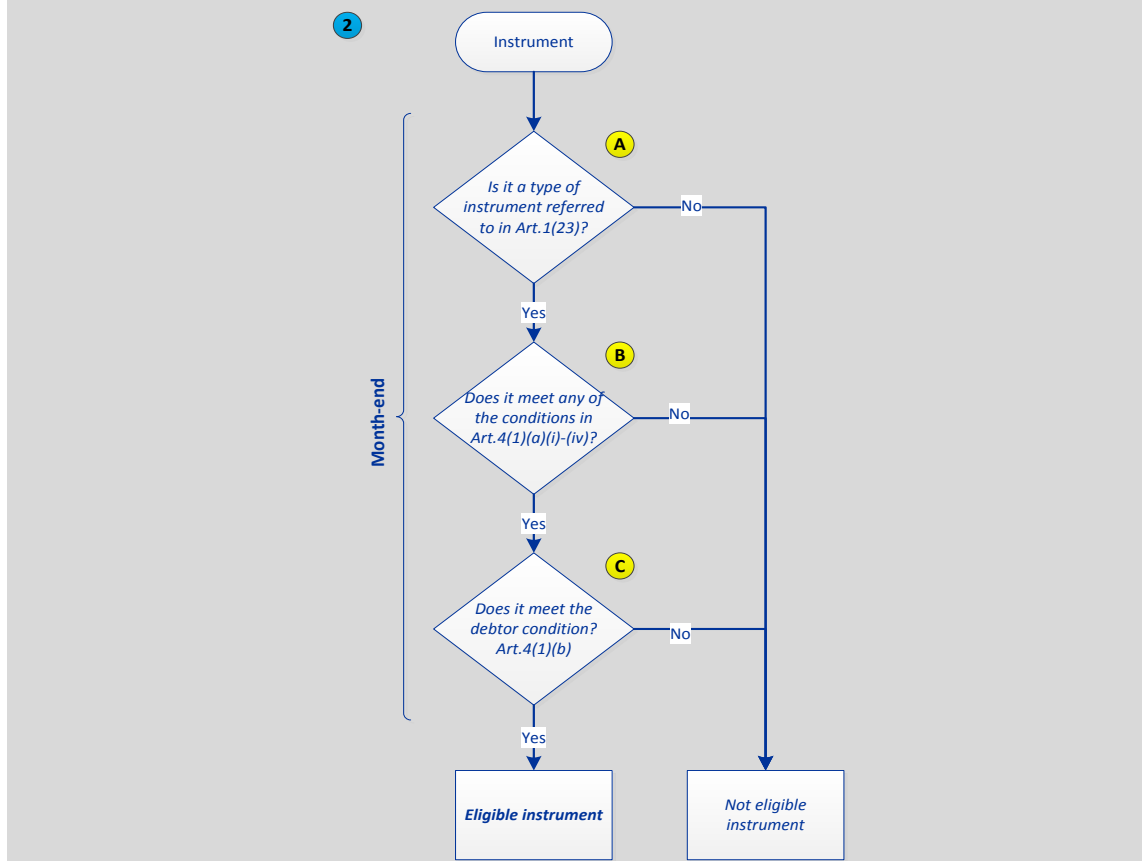 2
Instrument
A
Is it a type of
instrument referred
to in Art.1(23)?
No
Yes
B
Does it meet any of
the conditions in
Art.4(1)(a)(i)-(iv)?
No
Month-end
Yes
C
Does it meet the
debtor condition?
Art.4(1)(b)
No
Yes
Eligible instrument
Not eligible
instrument